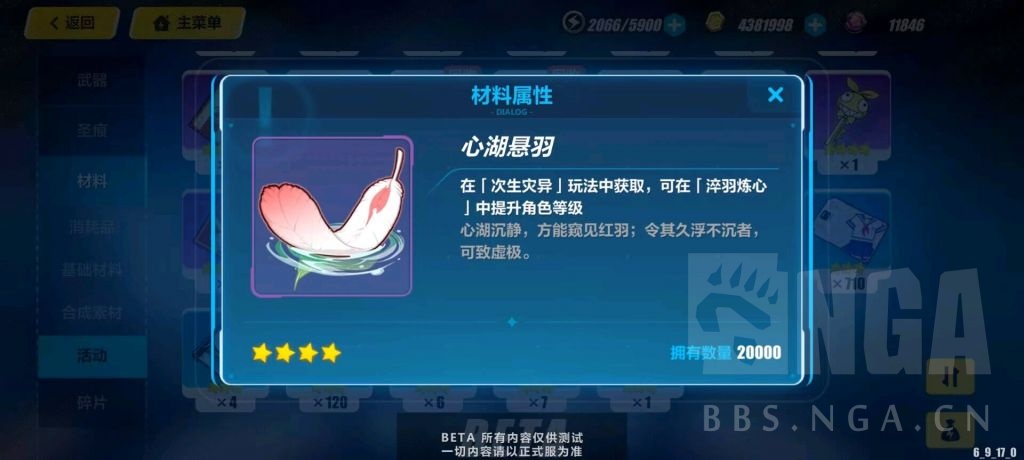 返回
主菜单
2066/5900
4381998
11846
武器
圣痕
材料
消耗品
基础材料
合成素材
活动
碎片
材料属性
- DIALOG -
心湖悬羽
在「次生灾异」玩法中获取，可在「淬羽炼心
」中提升角色等级
心湖沉静，方能窥见红羽；令其久浮不沉者，
可致虚极。
拥有数量 20000
×1
×710
×4
×120
×6
×7
×1
NGA
BBS.NGA.CN
BETA
BETA 所有内容仅供测试
一切内容请以正式服为准
6_9_17_0